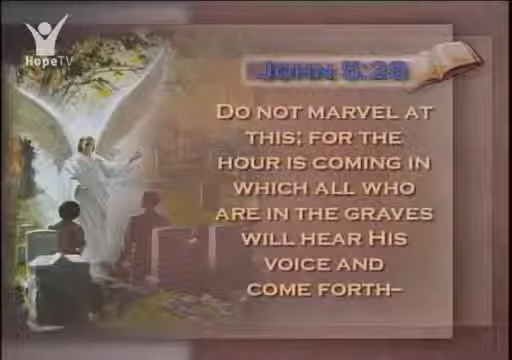 HopeTV
JOHN 5:28
DO NOT MARVEL AT
THIS; FOR THE
HOUR IS COMING IN
WHICH ALL WHO
ARE IN THE GRAVES
WILL HEAR HIS
VOICE AND
COME FORTH–